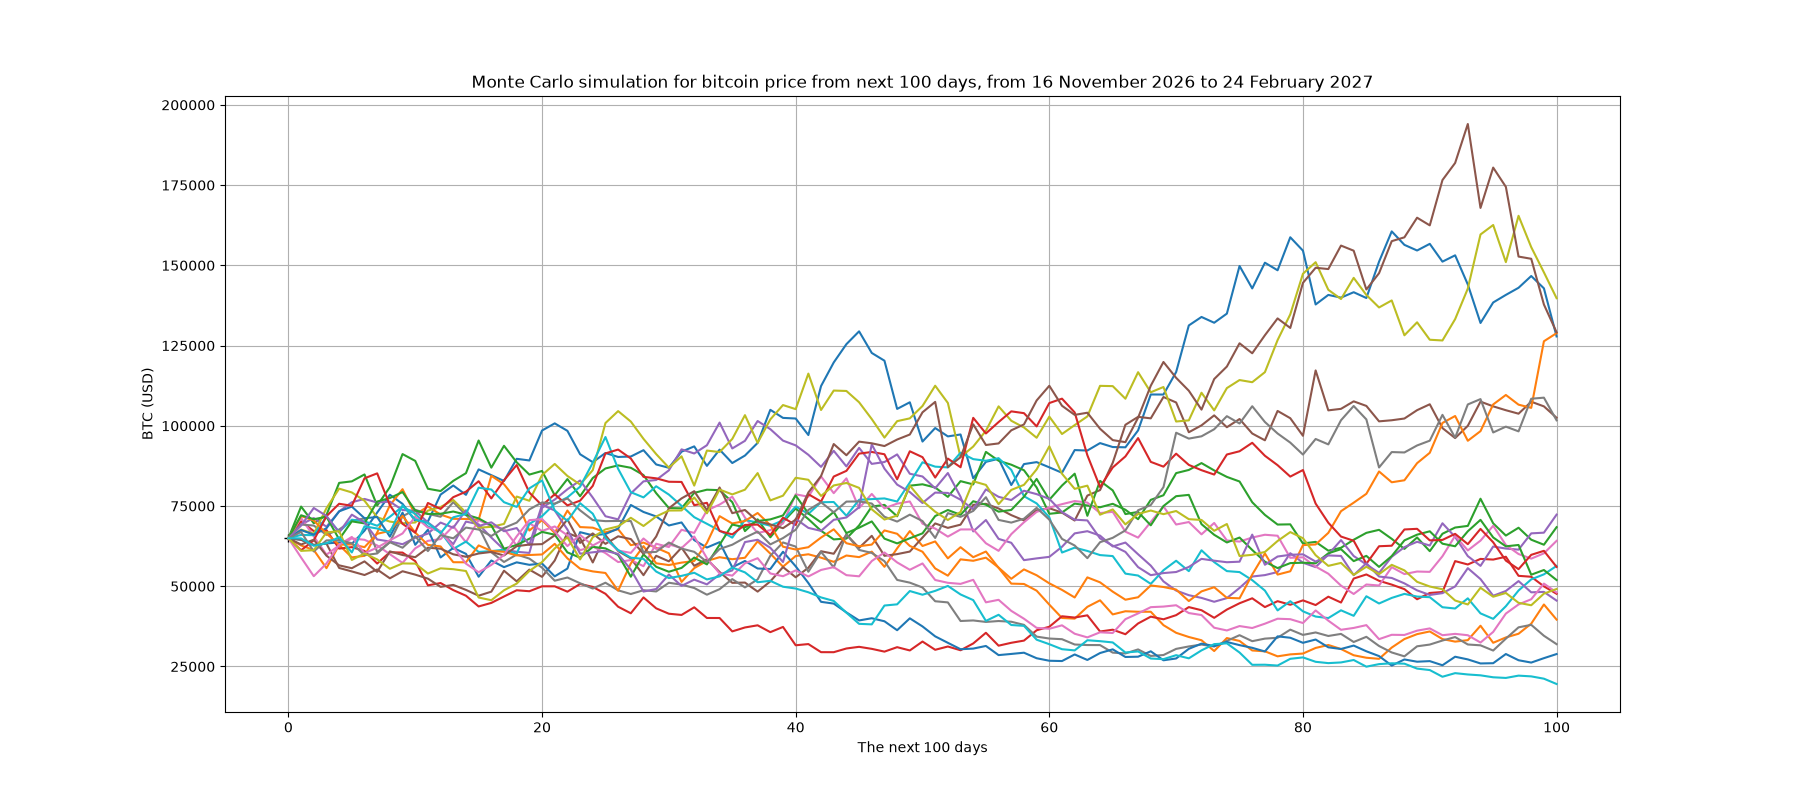 Monte Carlo simulation for bitcoin price from next 100 days, from 16 November 2026 to 24 February 2027
200000
175000
150000
125000
100000
75000
50000
25000
BTC (USD)
0 20 40 60 80 100
The next 100 days